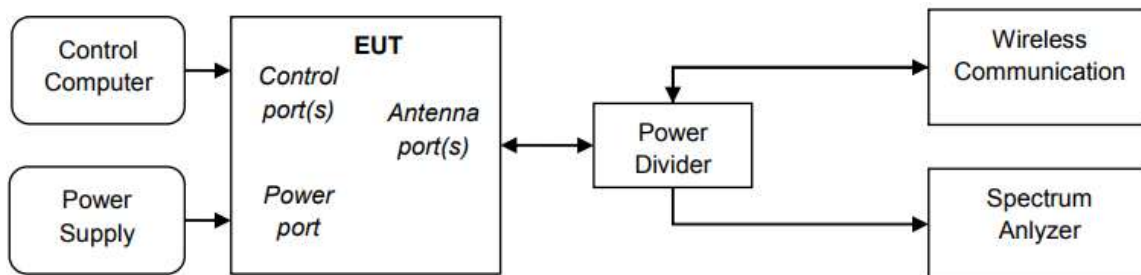 Control
Computer
EUT
Control
port(s)
Antenna
port(s)
Power
port
Power
Supply
Power
Divider
Wireless
Communication
Spectrum
Anlyzer